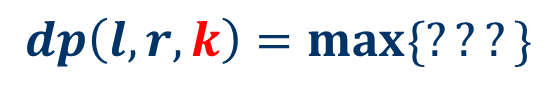 dp(l,r,k) = max{? ? ?}